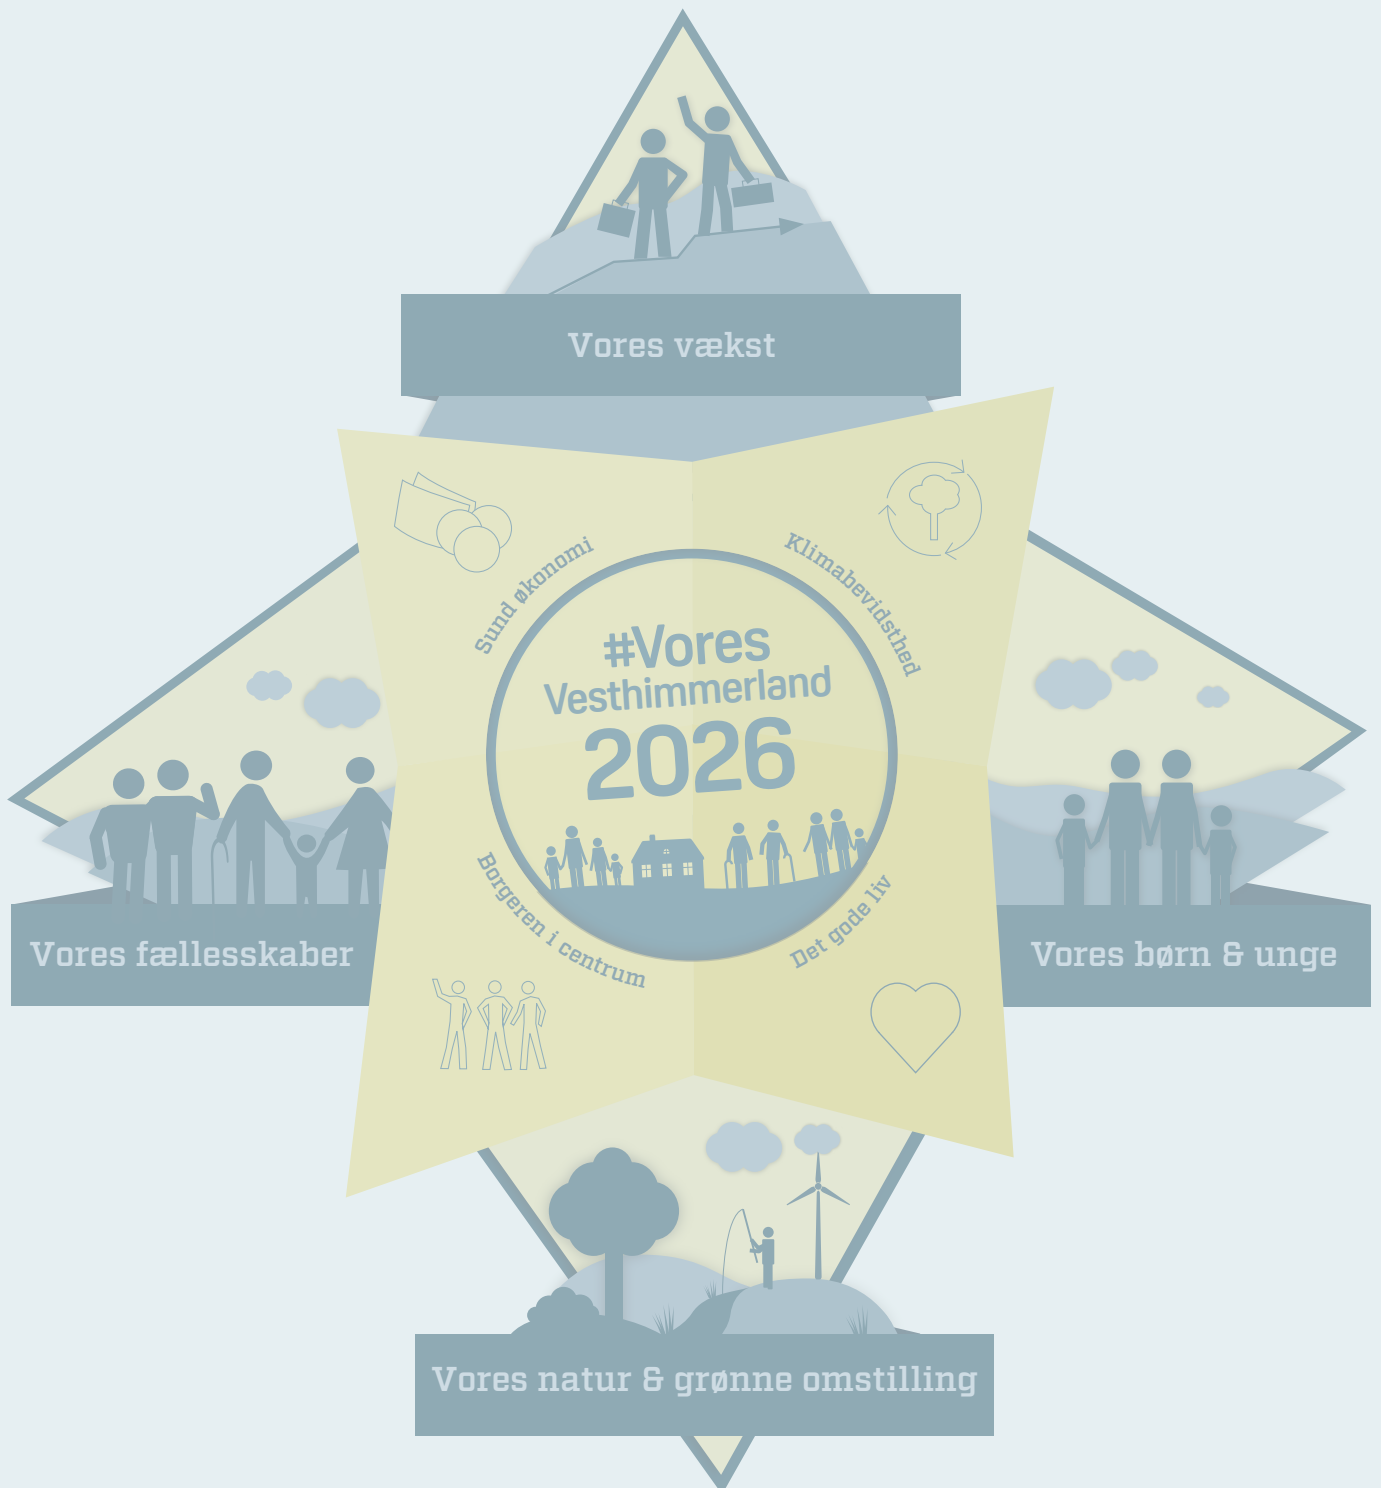 Vores vækst
Sund økonomi
Klimabevidsthed
#Vores
Vesthimmerland
2026
Borgeren i centrum
Det gode liv
Vores fællesskaber
Vores børn & unge
Vores natur & grønne omstilling